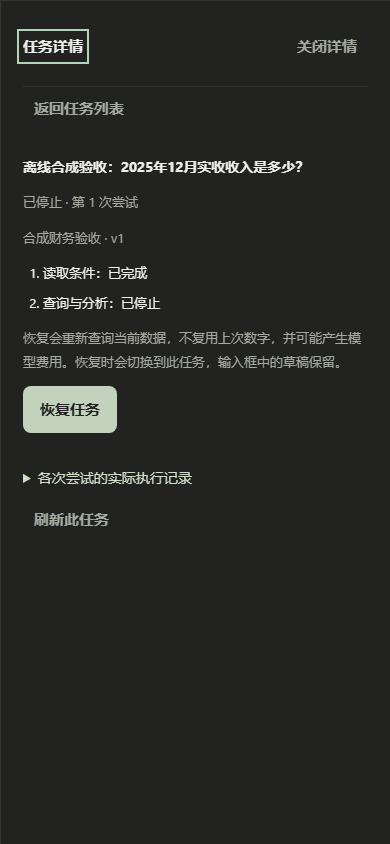 任务详情
关闭详情
返回任务列表
离线合成验收：2025年12月实收收入是多少？
已停止 · 第 1 次尝试
合成财务验收 · v1
1. 读取条件：已完成
2. 查询与分析：已停止
恢复会重新查询当前数据，不复用上次数字，并可能产生模
型费用。恢复时会切换到此任务，输入框中的草稿保留。
恢复任务
各次尝试的实际执行记录
刷新此任务